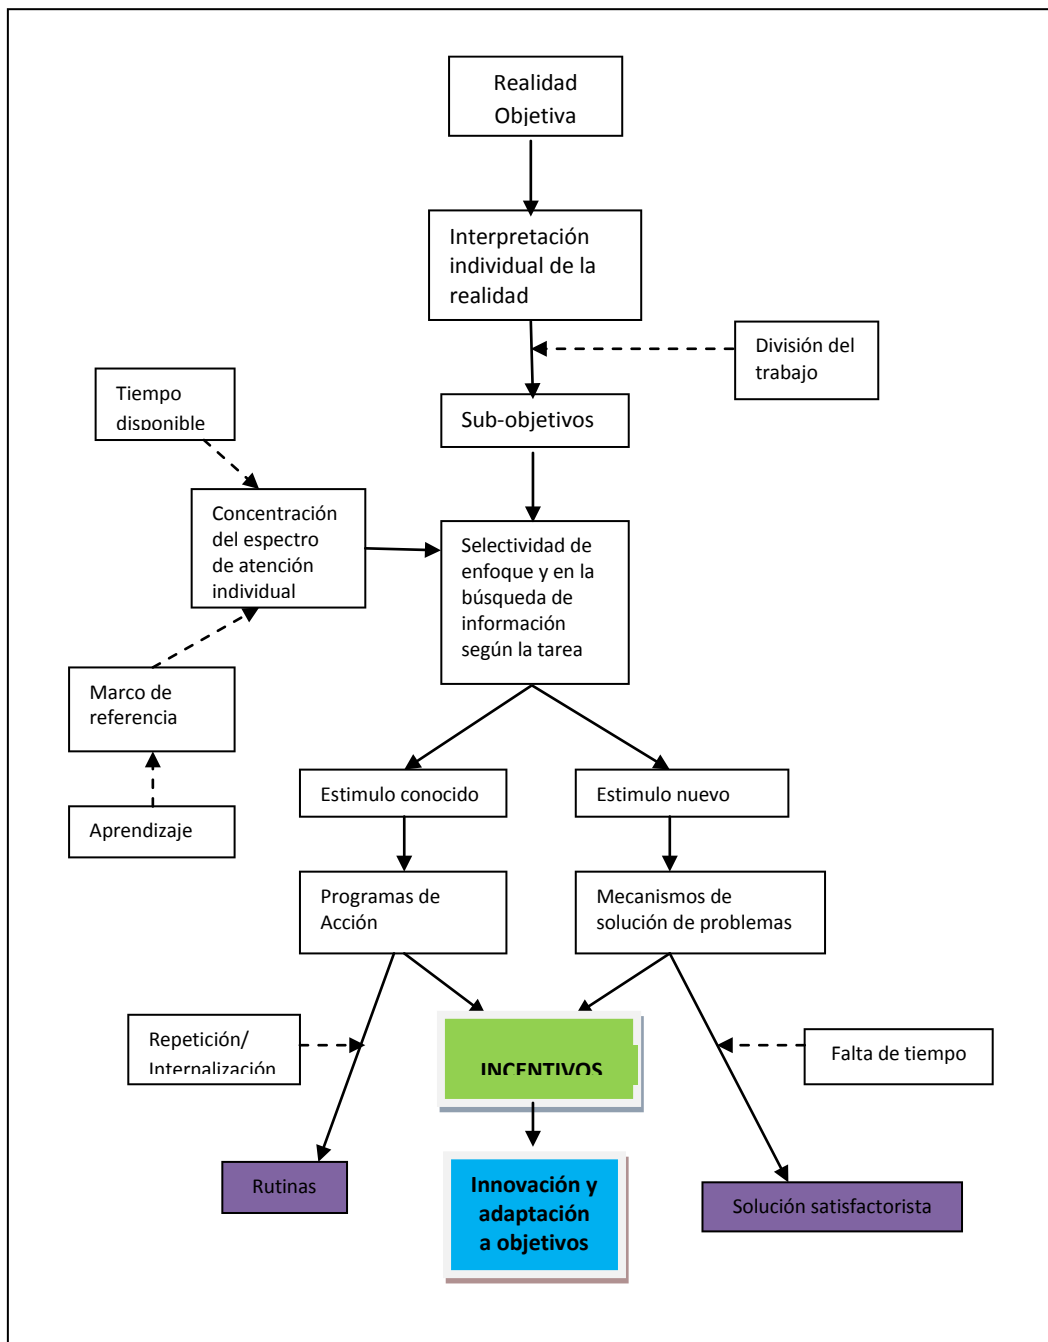 Realidad
Objetiva
Interpretación
individual de la
realidad
División del
trabajo
Tiempo
disponible
Sub-objetivos
Concentración
del espectro
de atención
individual
Selectividad de
enfoque y en la
búsqueda de
información
según la tarea
Marco de
referencia
Aprendizaje
Estimulo conocido
Estimulo nuevo
Programas de
Acción
Mecanismos de
solución de problemas
Repetición/
Internalización
INCENTIVOS
Falta de tiempo
Rutinas
Innovación y
adaptación
a objetivos
Solución satisfactorista